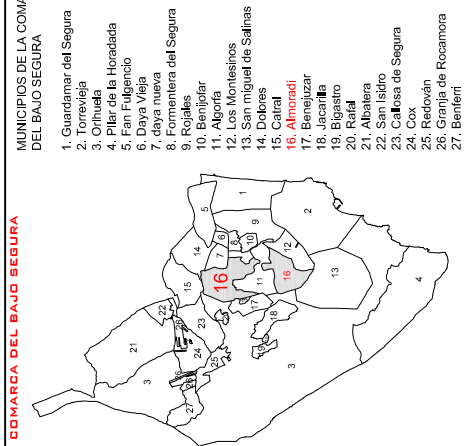 COMARCA DEL BAJO SEGURA
MUNICIPIOS DE LA COMA
DEL BAJO SEGURA
1. Guardamar del Segura
2. Torrevieja
3. Orihuela
4. Pilar de la Horadada
5. Fan Fulgencio
6. Daya Vieja
7. daya nueva
8. Formentera del Segura
9. Rojales
10. Benijofar
11. Algorfa
12. Los Montesinos
13. San miguel de Salinas
14. Dolores
15. Catral
16. Almoradí
17. Benejuzar
18. Jacarilla
19. Bigastro
20. Rafal
21. Albatera
22. San Isidro
23. Callosa de Segura
24. Cox
25. Redován
26. Granja de Rocamora
27. Benferri
1
5
9
2
14
6
8
10
7
12
16
11
16
13
4
15
17
18
22
23
26
24
25
19
21
3
3
26
27